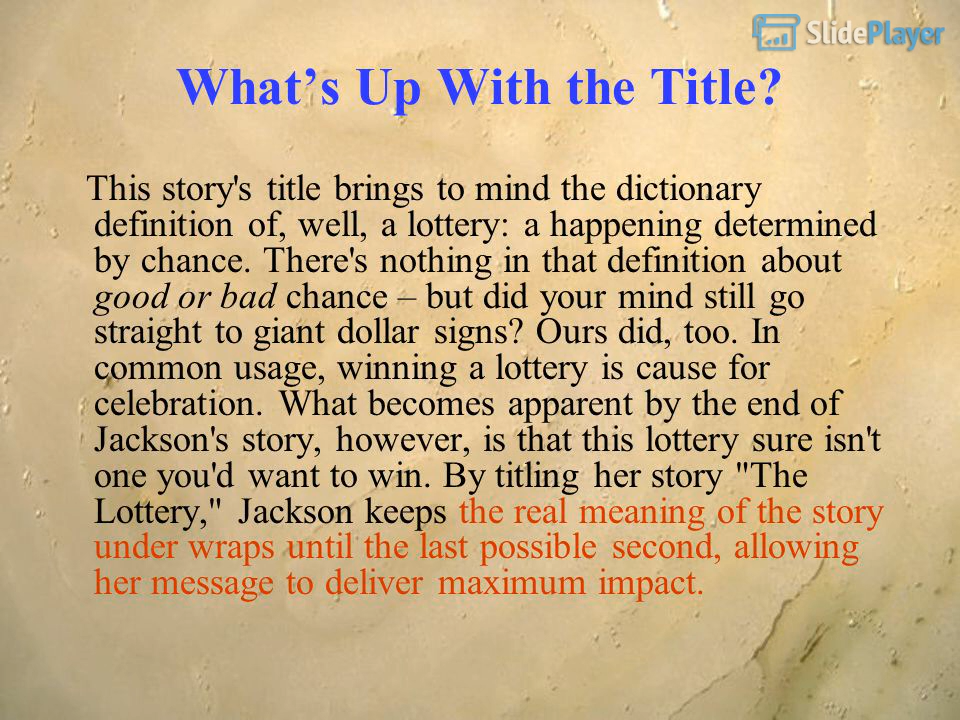 SlidePlayer
What’s Up With the Title?
This story's title brings to mind the dictionary
definition of, well, a lottery: a happening determined
by chance. There's nothing in that definition about
good or bad chance – but did your mind still go
straight to giant dollar signs? Ours did, too. In
common usage, winning a lottery is cause for
celebration. What becomes apparent by the end of
Jackson's story, however, is that this lottery sure isn't
one you'd want to win. By titling her story "The
Lottery," Jackson keeps the real meaning of the story
under wraps until the last possible second, allowing
her message to deliver maximum impact.